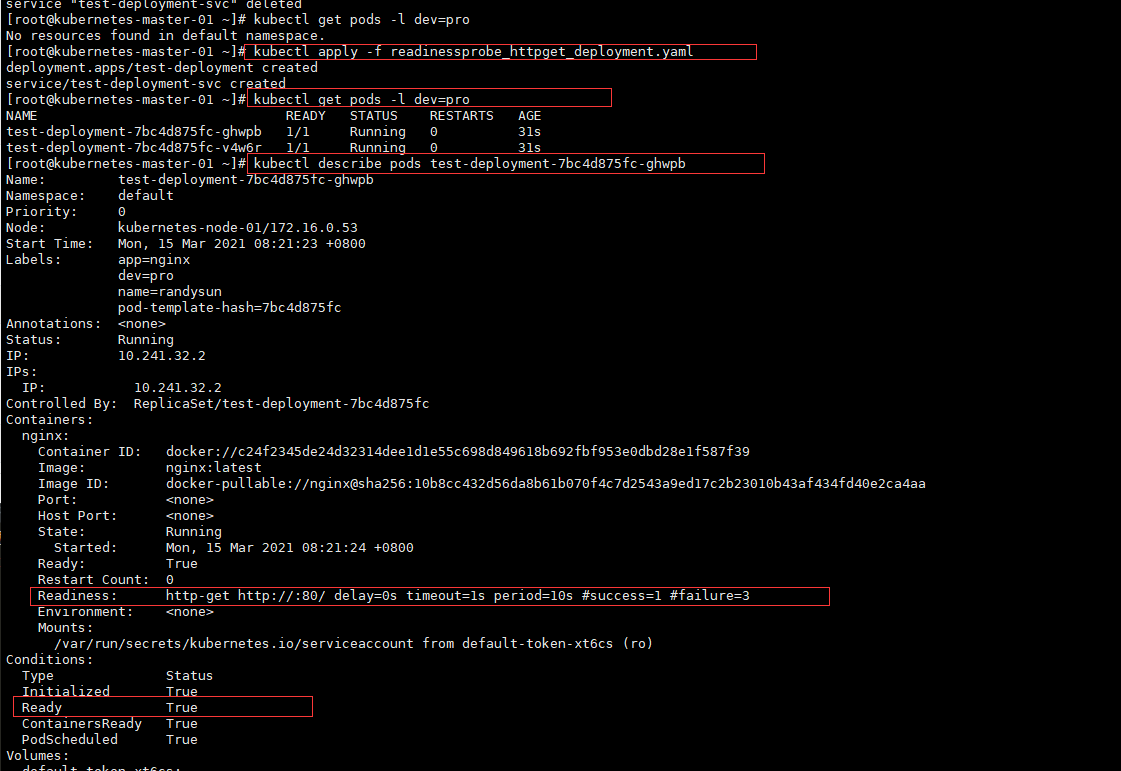 service "test-deployment-svc" deleted
[root@kubernetes-master-01 ~]# kubectl get pods -l dev=pro
No resources found in default namespace.
[root@kubernetes-master-01 ~]# kubectl apply -f readinessprobe_httpget_deployment.yaml
deployment.apps/test-deployment created
service/test-deployment-svc created
[root@kubernetes-master-01 ~]# kubectl get pods -l dev=pro
NAME                               READY   STATUS    RESTARTS   AGE
test-deployment-7bc4d875fc-ghwpb   1/1     Running   0          31s
test-deployment-7bc4d875fc-v4w6r   1/1     Running   0          31s
[root@kubernetes-master-01 ~]# kubectl describe pods test-deployment-7bc4d875fc-ghwpb
Name:         test-deployment-7bc4d875fc-ghwpb
Namespace:    default
Priority:     0
Node:         kubernetes-node-01/172.16.0.53
Start Time:   Mon, 15 Mar 2021 08:21:23 +0800
Labels:       app=nginx
              dev=pro
              name=randysun
              pod-template-hash=7bc4d875fc
Annotations:  <none>
Status:       Running
IP:           10.241.32.2
IPs:
  IP:           10.241.32.2
Controlled By:  ReplicaSet/test-deployment-7bc4d875fc
Containers:
  nginx:
    Container ID:   docker://c24f2345de24d32314dee1d1e55c698d849618b692fbf953e0dbd28e1f587f39
    Image:          nginx:latest
    Image ID:       docker-pullable://nginx@sha256:10b8cc432d56da8b61b070f4c7d2543a9ed17c2b23010b43af434fd40e2ca4aa
    Port:           <none>
    Host Port:      <none>
    State:          Running
      Started:      Mon, 15 Mar 2021 08:21:24 +0800
    Ready:          True
    Restart Count:  0
    Readiness:      http-get http://:80/ delay=0s timeout=1s period=10s #success=1 #failure=3
    Environment:    <none>
    Mounts:
      /var/run/secrets/kubernetes.io/serviceaccount from default-token-xt6cs (ro)
Conditions:
  Type              Status
  Initialized       True
  Ready             True
  ContainersReady   True
  PodScheduled      True
Volumes:
  default-token-xt6cs: